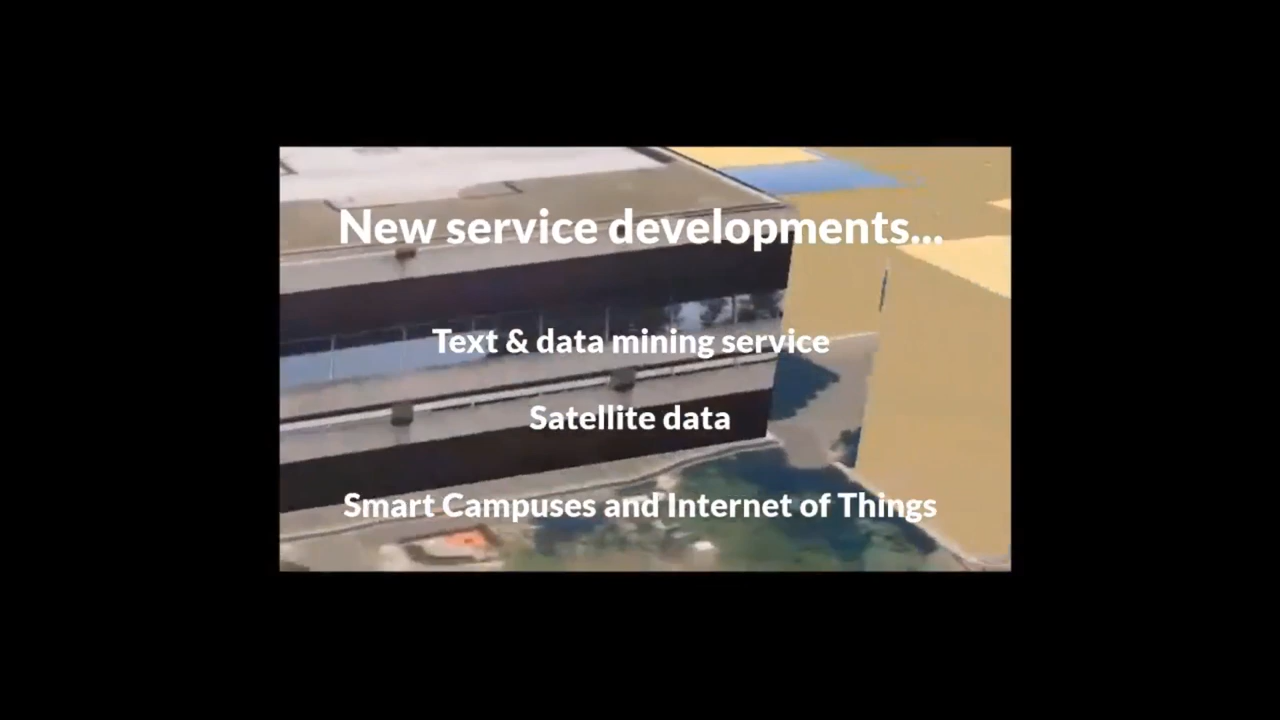 New service developments...
Text & data mining service
Satellite data
Smart Campuses and Internet of Things